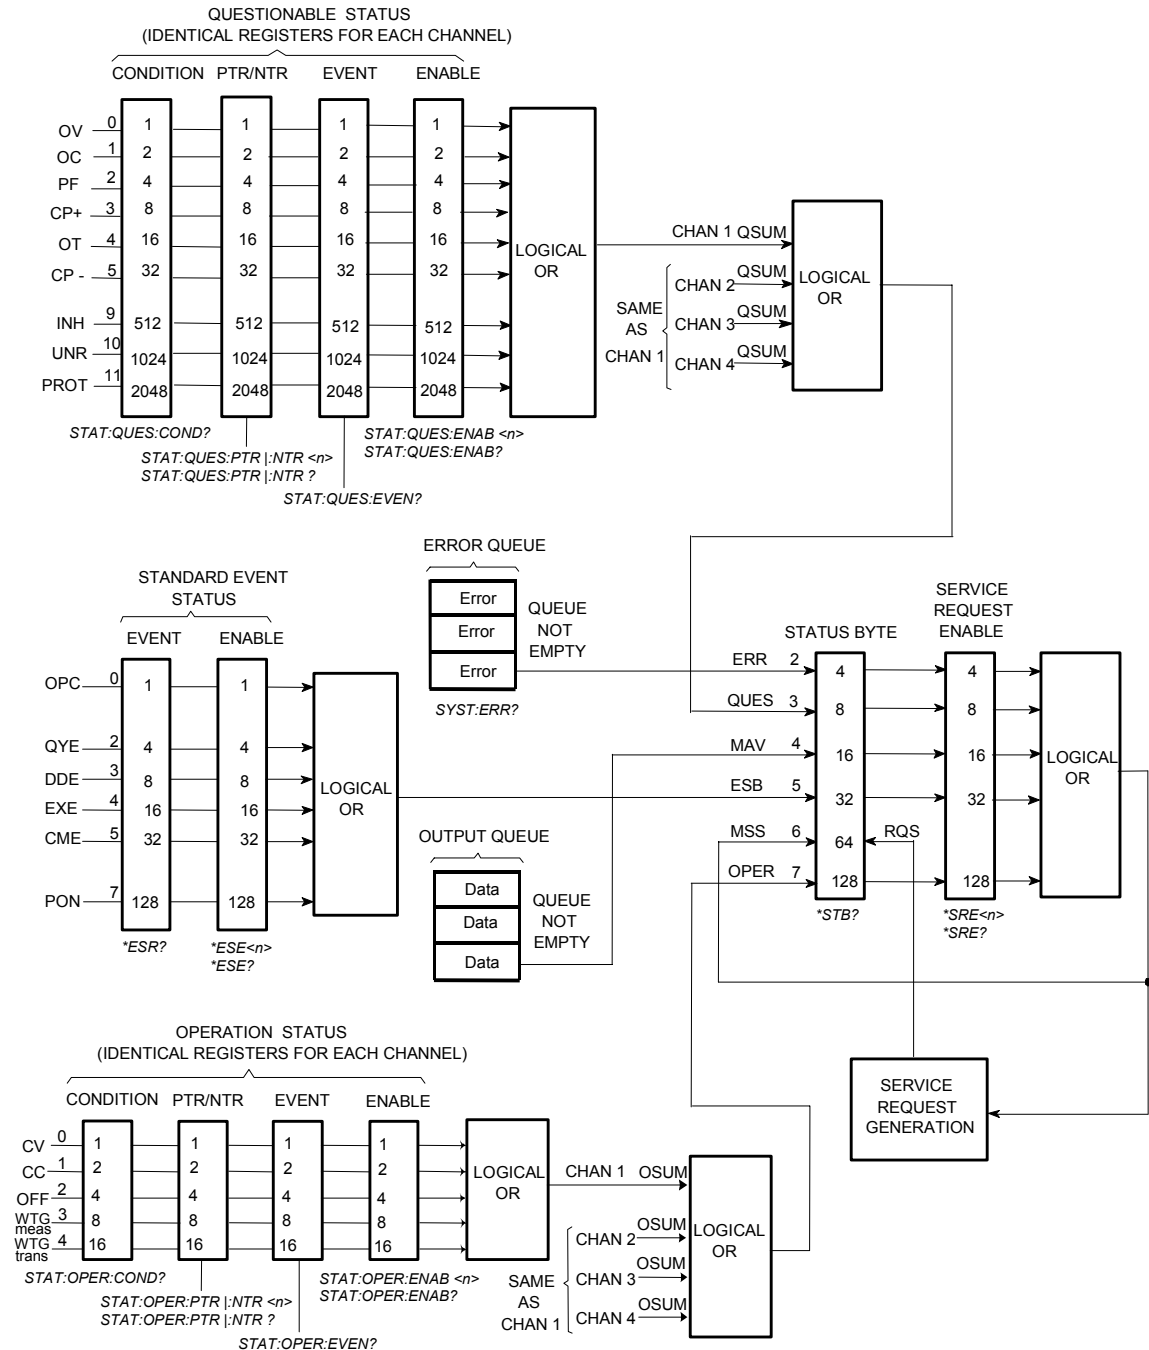 QUESTIONABLE STATUS
(IDENTICAL REGISTERS FOR EACH CHANNEL)
CONDITION PTR/NTR EVENT ENABLE
OV 0 1 1 1 1
OC 1 2 2 2 2
PF 2 4 4 4 4
CP+ 3 8 8 8 8
OT 4 16 16 16 16
CP - 5 32 32 32 32
INH 9 512 512 512 512
UNR 10 1024 1024 1024 1024
PROT 11 2048 2048 2048 2048
LOGICAL
OR
STAT:QUES:COND?
STAT:QUES:PTR |:NTR <n>
STAT:QUES:PTR |:NTR ?
STAT:QUES:EVEN?
STAT:QUES:ENAB <n>
STAT:QUES:ENAB?
CHAN 1 QSUM
SAME
AS
CHAN 1
CHAN 2 QSUM
CHAN 3 QSUM
CHAN 4 QSUM
LOGICAL
OR
ERROR QUEUE
Error
Error
Error
QUEUE
NOT
EMPTY
SYST:ERR?
STANDARD EVENT
STATUS
EVENT ENABLE
OPC 0 1 1
QYE 2 4 4
DDE 3 8 8
EXE 4 16 16
CME 5 32 32
PON 7 128 128
LOGICAL
OR
*ESR?
*ESE<n>
*ESE?
OUTPUT QUEUE
Data
Data
Data
QUEUE
NOT
EMPTY
STATUS BYTE
SERVICE
REQUEST
ENABLE
ERR 2 4 4
QUES 3 8 8
MAV 4 16 16
ESB 5 32 32
MSS 6 64 RQS
OPER 7 128 128
LOGICAL
OR
*STB?
*SRE<n>
*SRE?
SERVICE
REQUEST
GENERATION
OPERATION STATUS
(IDENTICAL REGISTERS FOR EACH CHANNEL)
CONDITION PTR/NTR EVENT ENABLE
CV 0 1 1 1 1
CC 1 2 2 2 2
OFF 2 4 4 4 4
WTG 3 8 8 8 8
meas
WTG 4 16 16 16 16
trans
LOGICAL
OR
STAT:OPER:COND?
STAT:OPER:PTR |:NTR <n>
STAT:OPER:PTR |:NTR ?
STAT:OPER:EVEN?
STAT:OPER:ENAB <n>
STAT:OPER:ENAB?
CHAN 1 OSUM
SAME
AS
CHAN 1
CHAN 2 OSUM
CHAN 3 OSUM
CHAN 4 OSUM
LOGICAL
OR